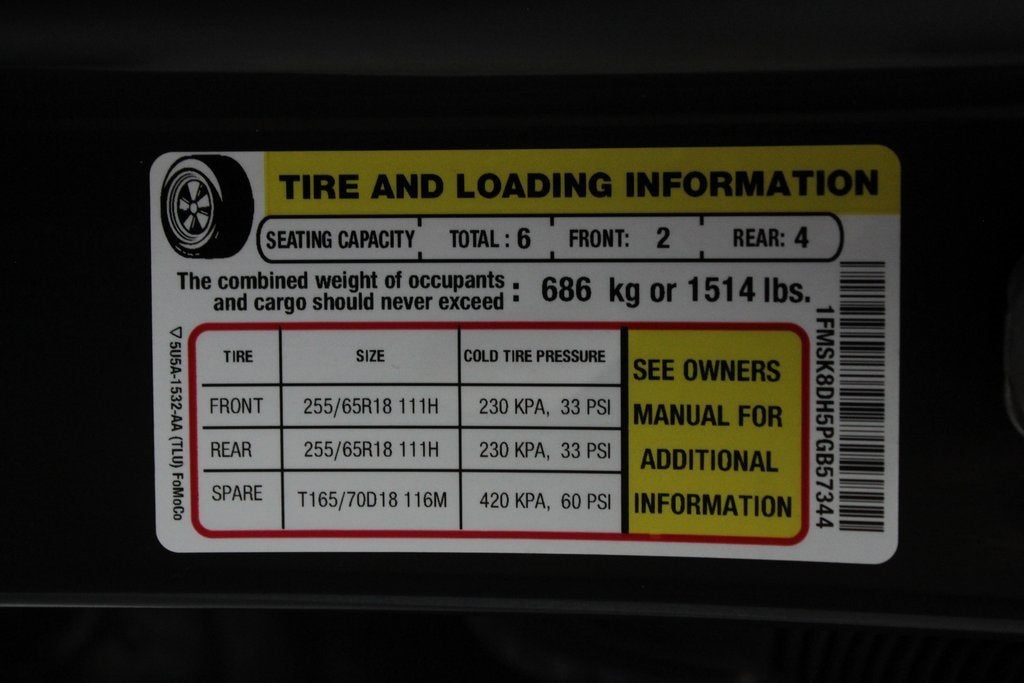 TIRE AND LOADING INFORMATION
SEATING CAPACITY TOTAL : 6 FRONT: 2 REAR: 4
The combined weight of occupants
and cargo should never exceed : 686 kg or 1514 lbs.
TIRE SIZE COLD TIRE PRESSURE
FRONT 255/65R18 111H 230 KPA, 33 PSI
REAR 255/65R18 111H 230 KPA, 33 PSI
SPARE T165/70D18 116M 420 KPA, 60 PSI
SEE OWNERS
MANUAL FOR
ADDITIONAL
INFORMATION
5U5A-1532-AA (TLU) FoMoCo
1FMSK8DH5PGB57344